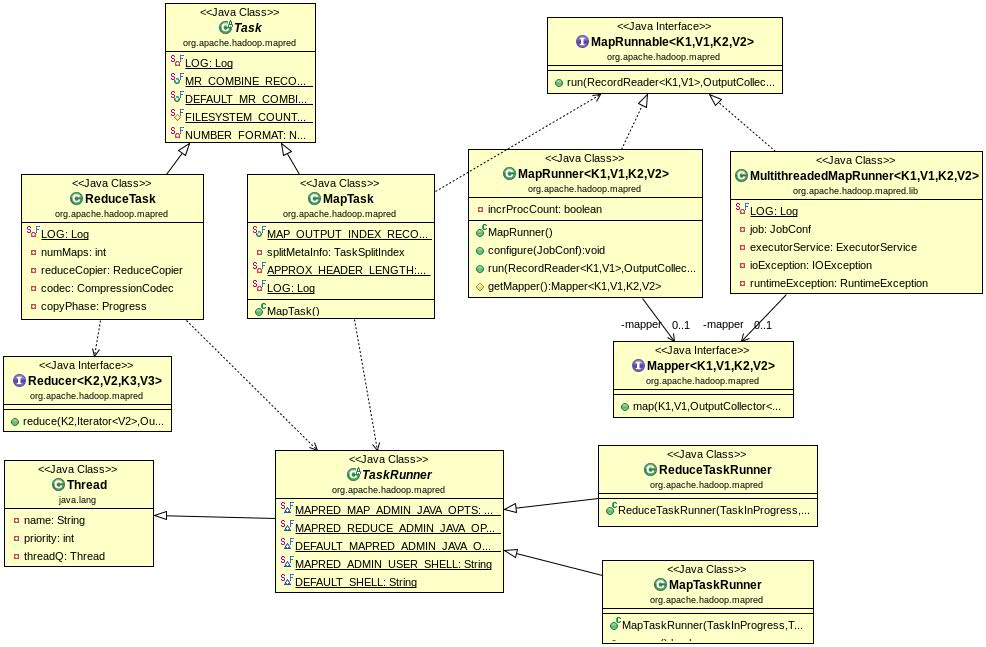 <<Java Class>>
Task
org.apache.hadoop.mapred
LOG: Log
MR_COMBINE_RECO...
DEFAULT_MR_COMBI...
FILESYSTEM_COUNT...
NUMBER_FORMAT: N...
<<Java Interface>>
MapRunnable<K1,V1,K2,V2>
org.apache.hadoop.mapred
run(RecordReader<K1,V1>,OutputCollec...
<<Java Class>>
ReduceTask
org.apache.hadoop.mapred
LOG: Log
numMaps: int
reduceCopier: ReduceCopier
codec: CompressionCodec
copyPhase: Progress
<<Java Class>>
MapTask
org.apache.hadoop.mapred
MAP_OUTPUT_INDEX_RECO...
splitMetaInfo: TaskSplitIndex
APPROX_HEADER_LENGTH:...
LOG: Log
MapTask()
<<Java Class>>
MapRunner<K1,V1,K2,V2>
org.apache.hadoop.mapred
incrProcCount: boolean
MapRunner()
configure(JobConf):void
run(RecordReader<K1,V1>,OutputCollec...
getMapper():Mapper<K1,V1,K2,V2>
<<Java Class>>
MultithreadedMapRunner<K1,V1,K2,V2>
org.apache.hadoop.mapred.lib
LOG: Log
job: JobConf
executorService: ExecutorService
ioException: IOException
runtimeException: RuntimeException
-mapper 0..1
-mapper 0..1
<<Java Interface>>
Reducer<K2,V2,K3,V3>
org.apache.hadoop.mapred
reduce(K2,Iterator<V2>,Ou...
<<Java Interface>>
Mapper<K1,V1,K2,V2>
org.apache.hadoop.mapred
map(K1,V1,OutputCollector<...
<<Java Class>>
Thread
java.lang
name: String
priority: int
threadQ: Thread
<<Java Class>>
TaskRunner
org.apache.hadoop.mapred
MAPRED_MAP_ADMIN_JAVA_OPTS: ...
MAPRED_REDUCE_ADMIN_JAVA_OP...
DEFAULT_MAPRED_ADMIN_JAVA_O...
MAPRED_ADMIN_USER_SHELL: String
DEFAULT_SHELL: String
<<Java Class>>
ReduceTaskRunner
org.apache.hadoop.mapred
ReduceTaskRunner(TaskInProgress,...
<<Java Class>>
MapTaskRunner
org.apache.hadoop.mapred
MapTaskRunner(TaskInProgress,T...